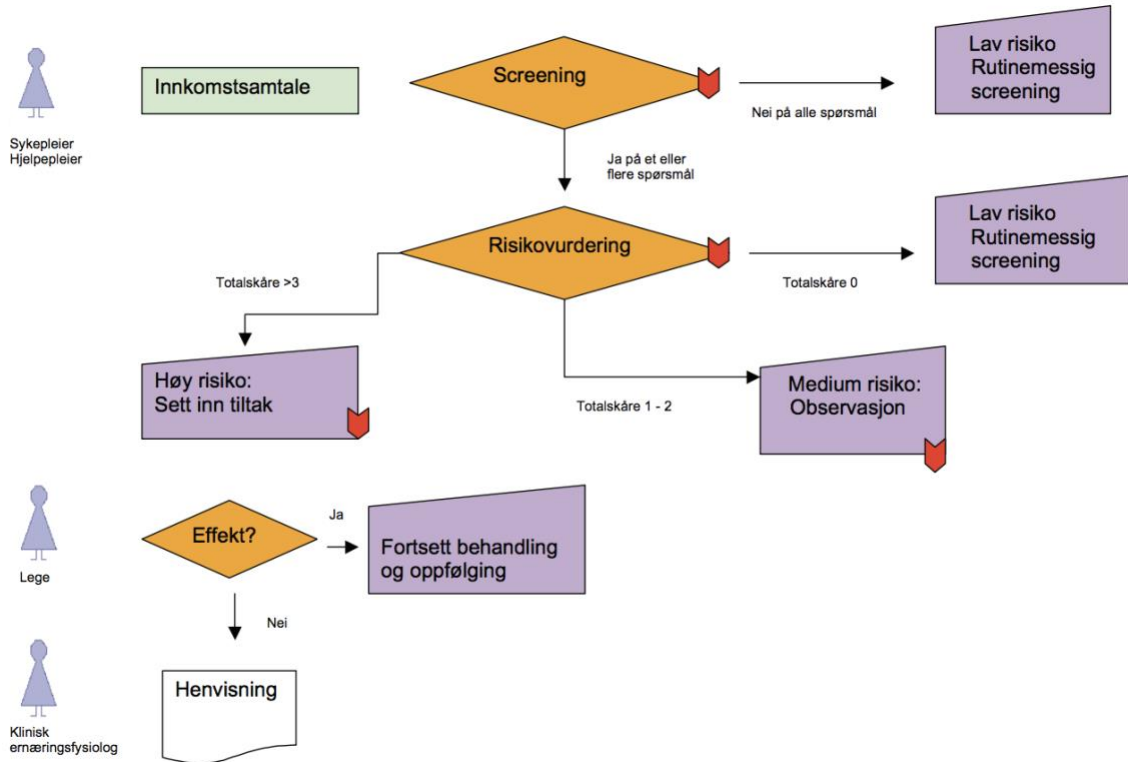 Innkomstsamtale
Screening
Lav risiko
Rutinemessig
screening
Nei på alle spørsmål
Sykepleier
Hjelpepleier
Ja på et eller
flere spørsmål
Risikovurdering
Lav risiko
Rutinemessig
screening
Totalskåre >3
Totalskåre 0
Høy risiko:
Sett inn tiltak
Totalskåre 1 - 2
Medium risiko:
Observasjon
Lege
Effekt?
Ja
Fortsett behandling
og oppfølging
Nei
Henvisning
Klinisk
ernæringsfysiolog